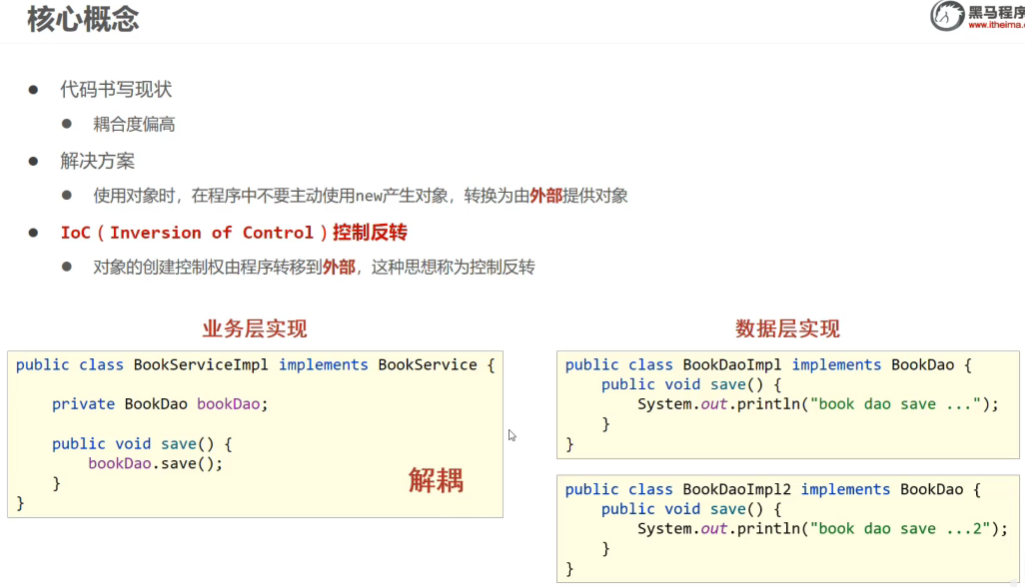 核心概念
黑马程序
www.itheima.
代码书写现状
耦合度偏高
解决方案
使用对象时，在程序中不要主动使用new产生对象，转换为由外部提供对象
IoC（Inversion of Control）控制反转
对象的创建控制权由程序转移到外部，这种思想称为控制反转
业务层实现
public class BookServiceImpl implements BookService {
private BookDao bookDao;
public void save() {
bookDao.save();
}
}
解耦
数据层实现
public class BookDaoImpl implements BookDao {
public void save() {
System.out.println("book dao save ...");
}
}
public class BookDaoImpl2 implements BookDao {
public void save() {
System.out.println("book dao save ...2");
}
}